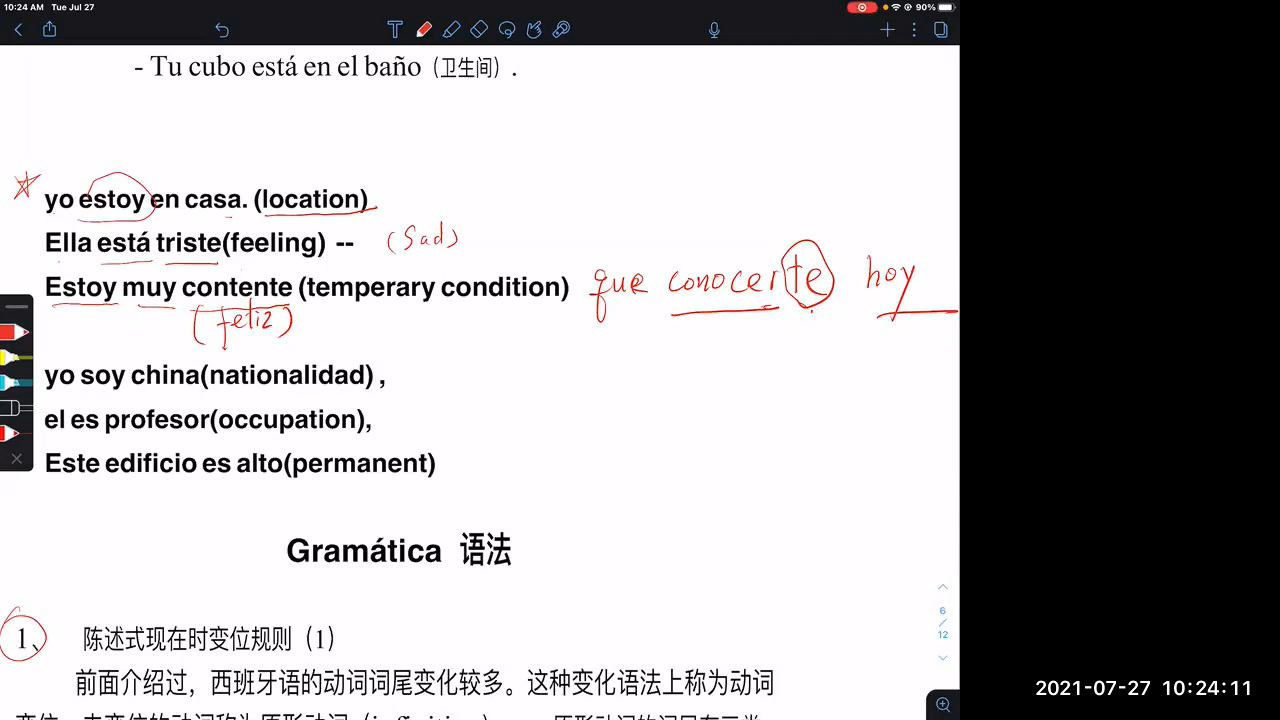 10:24 AM Tue Jul 27
90%
- Tu cubo está en el baño（卫生间）.
yo estoy en casa. (location)
Ella está triste(feeling) -- (Sad)
Estoy muy contente (temperary condition) que conocerte hoy
(feliz)
yo soy china(nationalidad) ,
el es profesor(occupation),
Este edificio es alto(permanent)
Gramática 语法
1、 陈述式现在时变位规则（1）
前面介绍过，西班牙语的动词词尾变化较多。这种变化语法上称为动词
6
/
12
2021-07-27 10:24:11